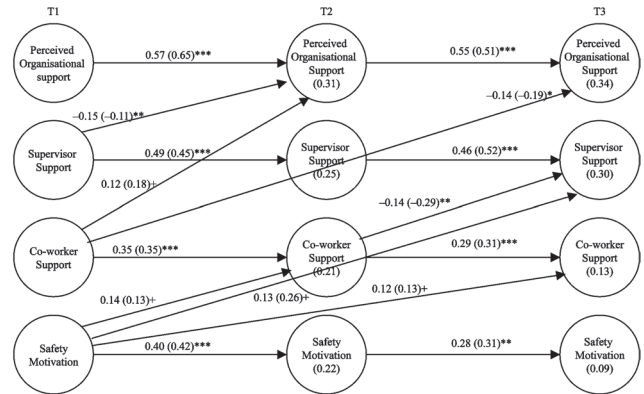 T1
T2
T3
Perceived
Organisational
support
0.57 (0.65)***
Perceived
Organisational
Support
(0.31)
0.55 (0.51)***
Perceived
Organisational
Support
(0.34)
–0.15 (–0.11)**
–0.14 (–0.19)*
Supervisor
Support
0.49 (0.45)***
Supervisor
Support
(0.25)
0.46 (0.52)***
Supervisor
Support
(0.30)
0.12 (0.18)+
–0.14 (–0.29)**
Co-worker
Support
0.35 (0.35)***
Co-worker
Support
(0.21)
0.29 (0.31)***
Co-worker
Support
(0.13)
0.14 (0.13)+
0.13 (0.26)+
0.12 (0.13)+
Safety
Motivation
0.40 (0.42)***
Safety
Motivation
(0.22)
0.28 (0.31)**
Safety
Motivation
(0.09)